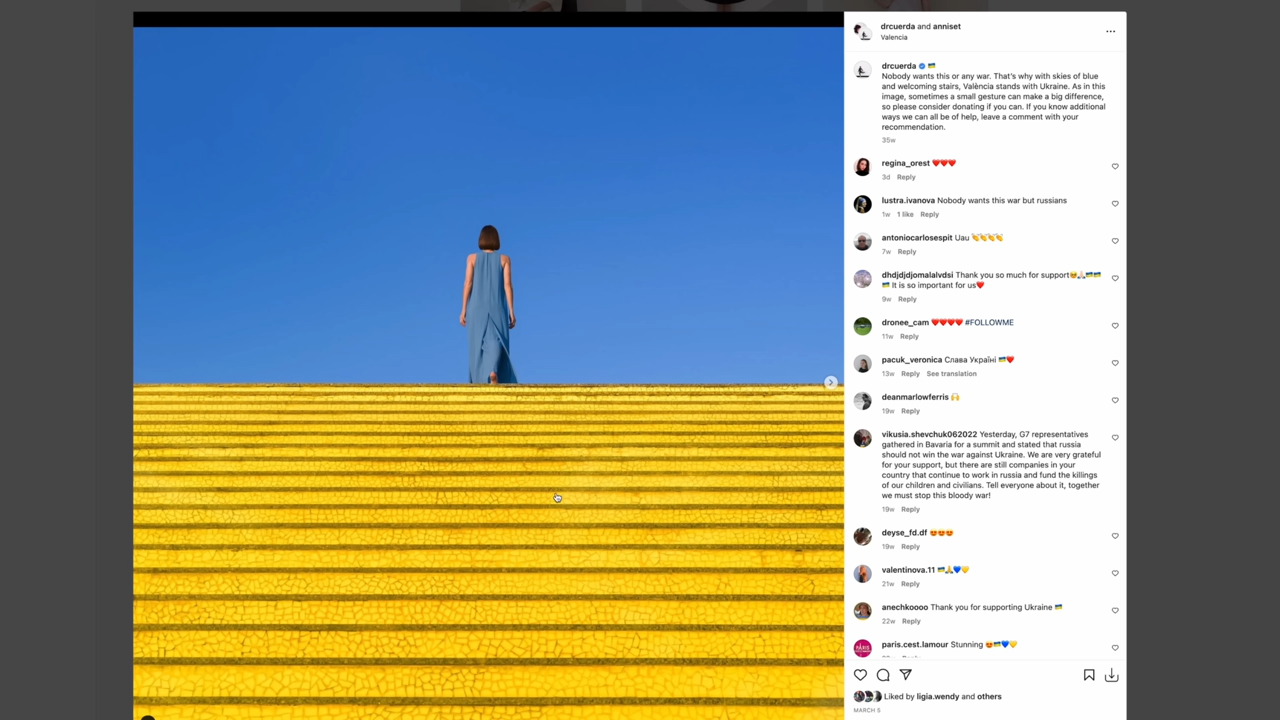 drcuerda and anniset
Valencia
drcuerda
Nobody wants this or any war. That's why with skies of blue
and welcoming stairs, València stands with Ukraine. As in this
image, sometimes a small gesture can make a big difference,
so please consider donating if you can. If you know additional
ways we can all be of help, leave a comment with your
recommendation.
35w
regina_orest ❤️❤️❤️
3d Reply
lustra.ivanova Nobody wants this war but russians
1w 1 like Reply
antoniocarlosespit Uau 👏👏👏👏
7w Reply
dhdjdjdjomalalvdsi Thank you so much for support🥹🙏🏻🇺🇦🇺🇦
🇺🇦 It is so important for us❤️
9w Reply
dronee_cam ❤️❤️❤️❤️ #FOLLOWME
11w Reply
pacuk_veronica Слава Україні 🇺🇦❤️
13w Reply See translation
deanmarlowferris 🙌
19w Reply
vikusia.shevchuk062022 Yesterday, G7 representatives
gathered in Bavaria for a summit and stated that russia
should not win the war against Ukraine. We are very grateful
for your support, but there are still companies in your
country that continue to work in russia and fund the killings
of our children and civilians. Tell everyone about it, together
we must stop this bloody war!
19w Reply
deyse_fd.df 😍😍😍
19w Reply
valentinova.11 🇺🇦🙏💙💛
21w Reply
anechkoooo Thank you for supporting Ukraine 🇺🇦
22w Reply
paris.cest.lamour Stunning 😍🇺🇦💙💛
Liked by ligia.wendy and others
MARCH 5